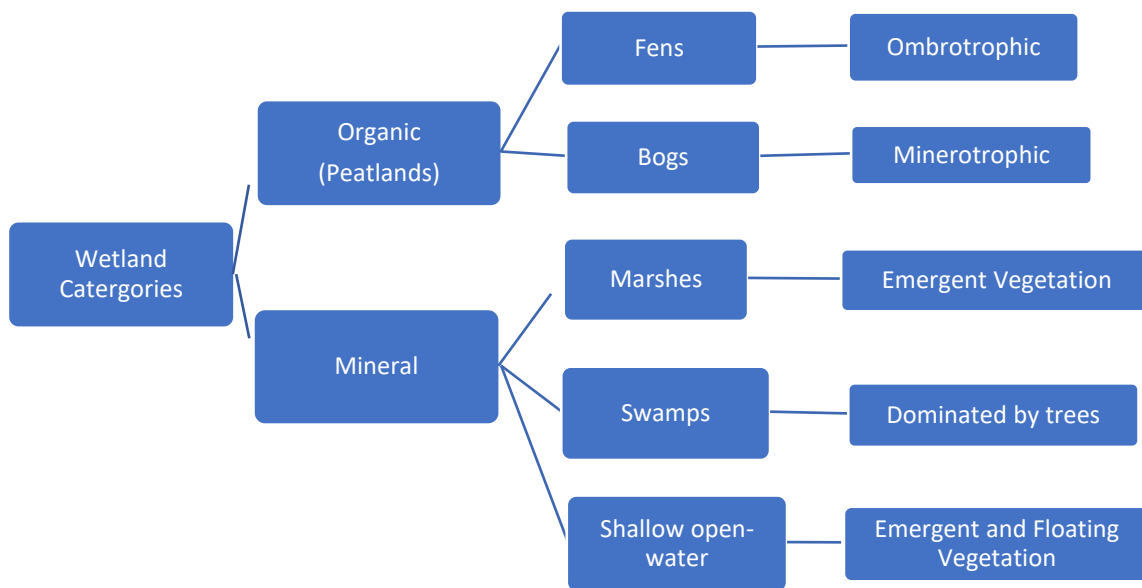 Fens
Ombrotrophic
Organic
(Peatlands)
Bogs
Minerotrophic
Wetland
Catergories
Marshes
Emergent Vegetation
Mineral
Swamps
Dominated by trees
Shallow open-
water
Emergent and Floating
Vegetation